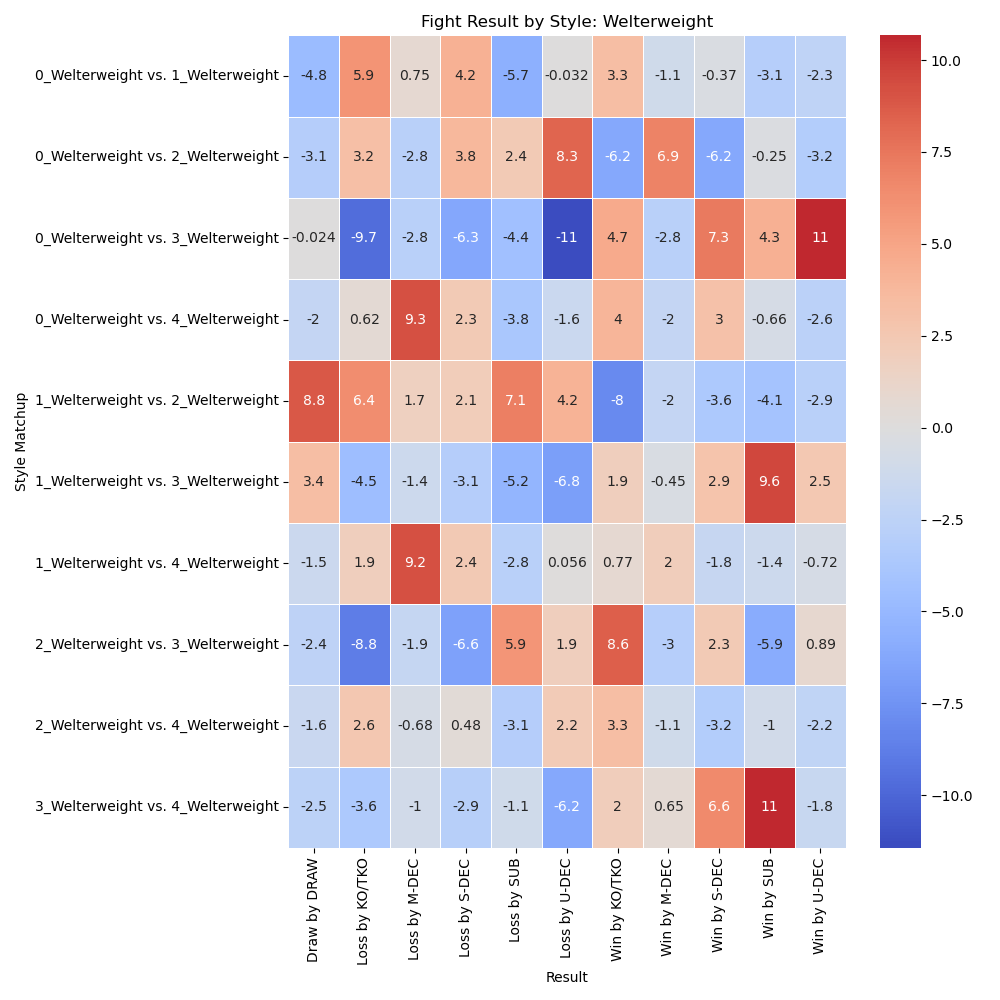 Fight Result by Style: Welterweight
Style Matchup
0_Welterweight vs. 1_Welterweight -4.8 5.9 0.75 4.2 -5.7 -0.032 3.3 -1.1 -0.37 -3.1 -2.3
0_Welterweight vs. 2_Welterweight -3.1 3.2 -2.8 3.8 2.4 8.3 -6.2 6.9 -6.2 -0.25 -3.2
0_Welterweight vs. 3_Welterweight -0.024 -9.7 -2.8 -6.3 -4.4 -11 4.7 -2.8 7.3 4.3 11
0_Welterweight vs. 4_Welterweight -2 0.62 9.3 2.3 -3.8 -1.6 4 -2 3 -0.66 -2.6
1_Welterweight vs. 2_Welterweight 8.8 6.4 1.7 2.1 7.1 4.2 -8 -2 -3.6 -4.1 -2.9
1_Welterweight vs. 3_Welterweight 3.4 -4.5 -1.4 -3.1 -5.2 -6.8 1.9 -0.45 2.9 9.6 2.5
1_Welterweight vs. 4_Welterweight -1.5 1.9 9.2 2.4 -2.8 0.056 0.77 2 -1.8 -1.4 -0.72
2_Welterweight vs. 3_Welterweight -2.4 -8.8 -1.9 -6.6 5.9 1.9 8.6 -3 2.3 -5.9 0.89
2_Welterweight vs. 4_Welterweight -1.6 2.6 -0.68 0.48 -3.1 2.2 3.3 -1.1 -3.2 -1 -2.2
3_Welterweight vs. 4_Welterweight -2.5 -3.6 -1 -2.9 -1.1 -6.2 2 0.65 6.6 11 -1.8
Draw by DRAW
Loss by KO/TKO
Loss by M-DEC
Loss by S-DEC
Loss by SUB
Loss by U-DEC
Win by KO/TKO
Win by M-DEC
Win by S-DEC
Win by SUB
Win by U-DEC
Result
10.0
7.5
5.0
2.5
0.0
−2.5
−5.0
−7.5
−10.0